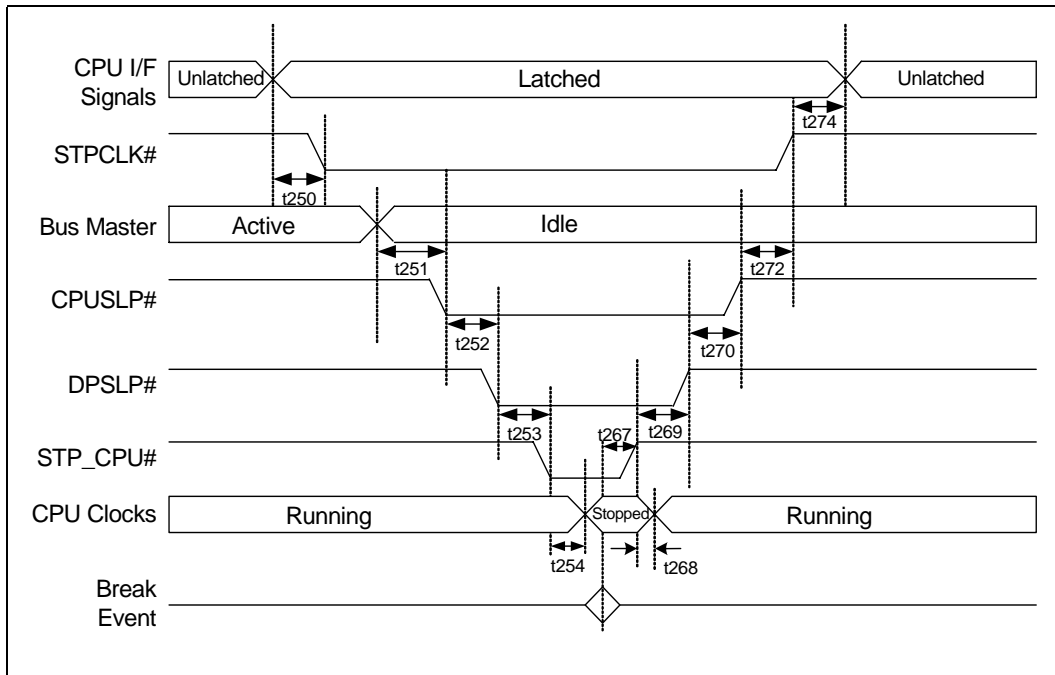 CPU I/F
Signals
Unlatched
Latched
Unlatched
t274
STPCLK#
t250
Bus Master
Active
Idle
t251
t272
CPUSLP#
t252
t270
DPSLP#
t253
t267
t269
STP_CPU#
CPU Clocks
Running
Stopped
Running
t254
t268
Break
Event